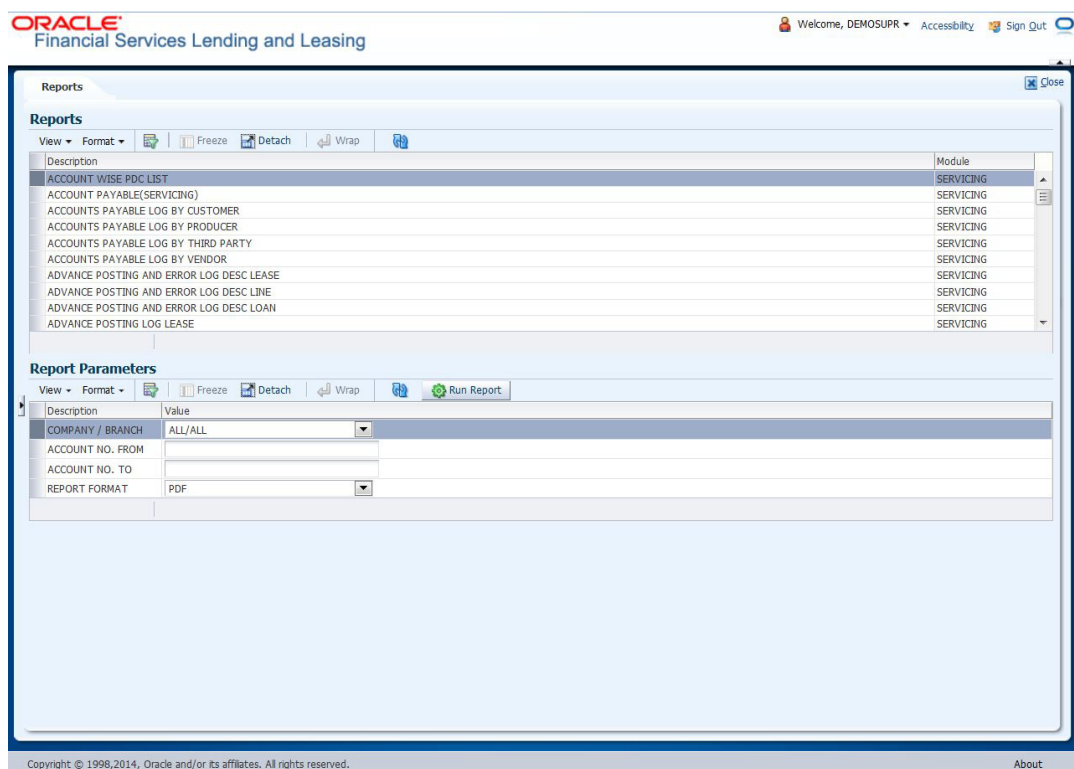 ORACLE
Financial Services Lending and Leasing
Welcome, DEMOSUPR Accessibility Sign Out
Reports
Close
Reports
View Format Freeze Detach Wrap
Description Module
ACCOUNT WISE PDC LIST SERVICING
ACCOUNT PAYABLE(SERVICING) SERVICING
ACCOUNTS PAYABLE LOG BY CUSTOMER SERVICING
ACCOUNTS PAYABLE LOG BY PRODUCER SERVICING
ACCOUNTS PAYABLE LOG BY THIRD PARTY SERVICING
ACCOUNTS PAYABLE LOG BY VENDOR SERVICING
ADVANCE POSTING AND ERROR LOG DESC LEASE SERVICING
ADVANCE POSTING AND ERROR LOG DESC LINE SERVICING
ADVANCE POSTING AND ERROR LOG DESC LOAN SERVICING
ADVANCE POSTING LOG LEASE SERVICING
Report Parameters
View Format Freeze Detach Wrap Run Report
Description Value
COMPANY / BRANCH ALL/ALL
ACCOUNT NO. FROM
ACCOUNT NO. TO
REPORT FORMAT PDF
Copyright © 1998,2014, Oracle and/or its affiliates. All rights reserved.
About